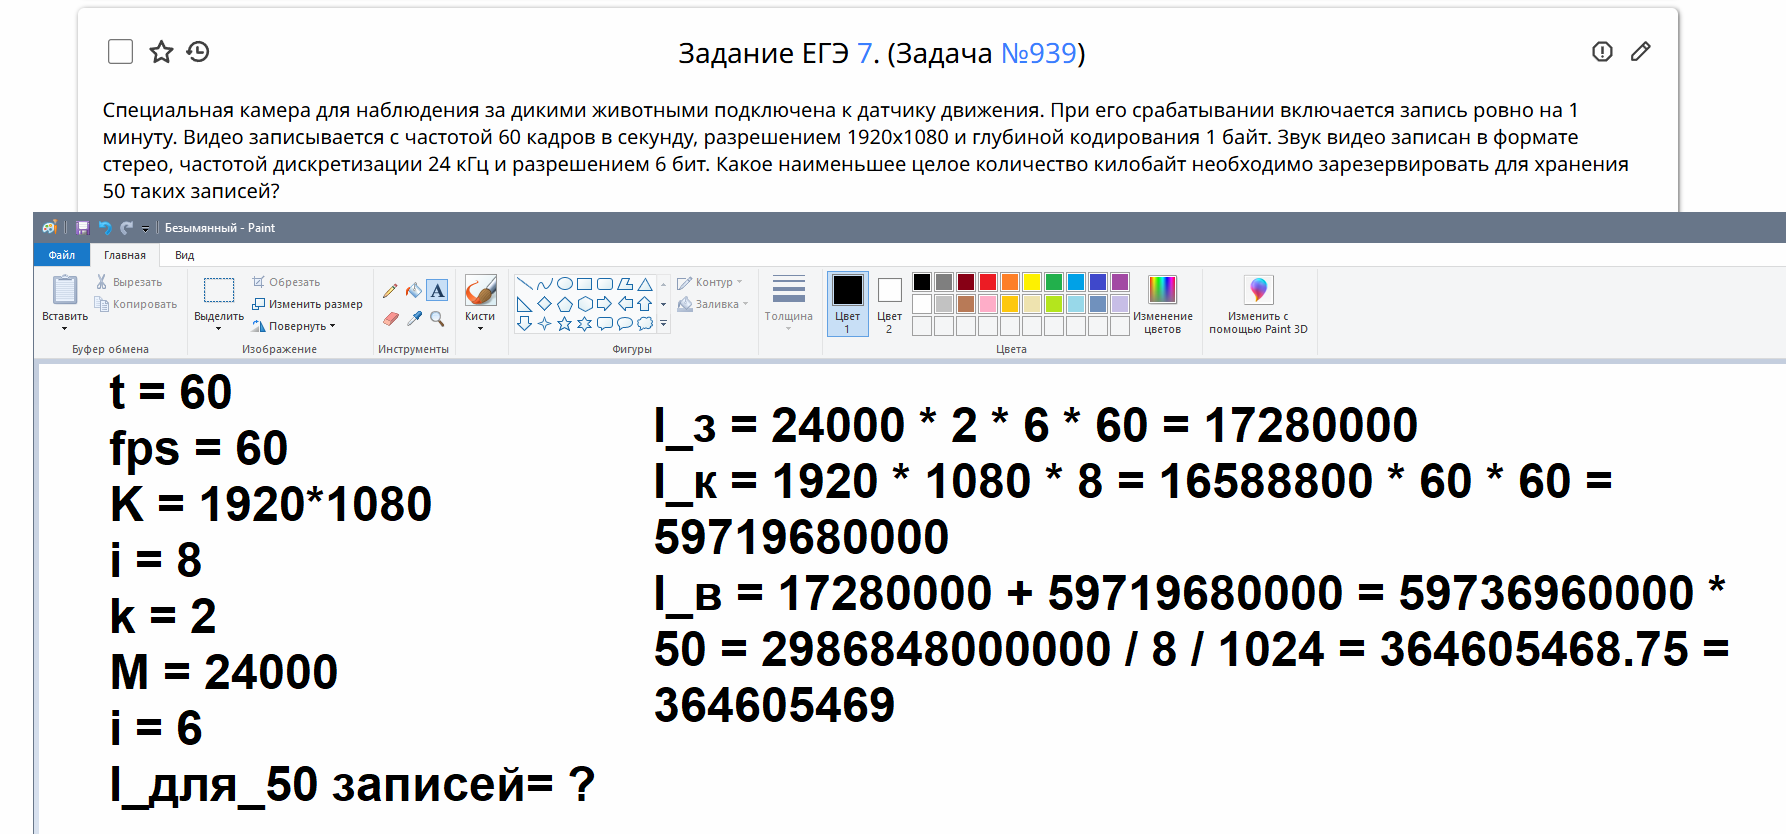 Задание ЕГЭ 7. (Задача №939)
Специальная камера для наблюдения за дикими животными подключена к датчику движения. При его срабатывании включается запись ровно на 1
минуту. Видео записывается с частотой 60 кадров в секунду, разрешением 1920x1080 и глубиной кодирования 1 байт. Звук видео записан в формате
стерео, частотой дискретизации 24 кГц и разрешением 6 бит. Какое наименьшее целое количество килобайт необходимо зарезервировать для хранения
50 таких записей?
Безымянный - Paint
Файл Главная Вид
Вставить
Вырезать
Копировать
Буфер обмена
Выделить
Обрезать
Изменить размер
Повернуть
Изображение
A
Инструменты
Кисти
Контур
Заливка
Фигуры
Толщина
Цвет
1
Цвет
2
Изменение
цветов
Цвета
Изменить с
помощью Paint 3D
t = 60
fps = 60
K = 1920*1080
i = 8
k = 2
M = 24000
i = 6
I_для_50 записей= ?
I_з = 24000 * 2 * 6 * 60 = 17280000
I_к = 1920 * 1080 * 8 = 16588800 * 60 * 60 =
59719680000
I_в = 17280000 + 59719680000 = 59736960000 *
50 = 2986848000000 / 8 / 1024 = 364605468.75 =
364605469